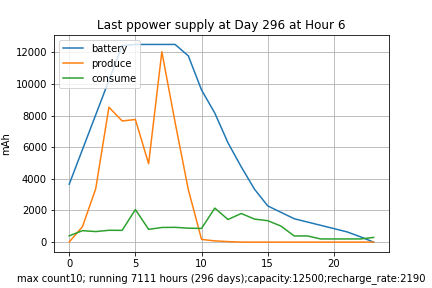 Last ppower supply at Day 296 at Hour 6
12000
10000
8000
6000
4000
2000
0
mAh
battery
produce
consume
0 5 10 15 20
max count10; running 7111 hours (296 days);capacity:12500;recharge_rate:2190